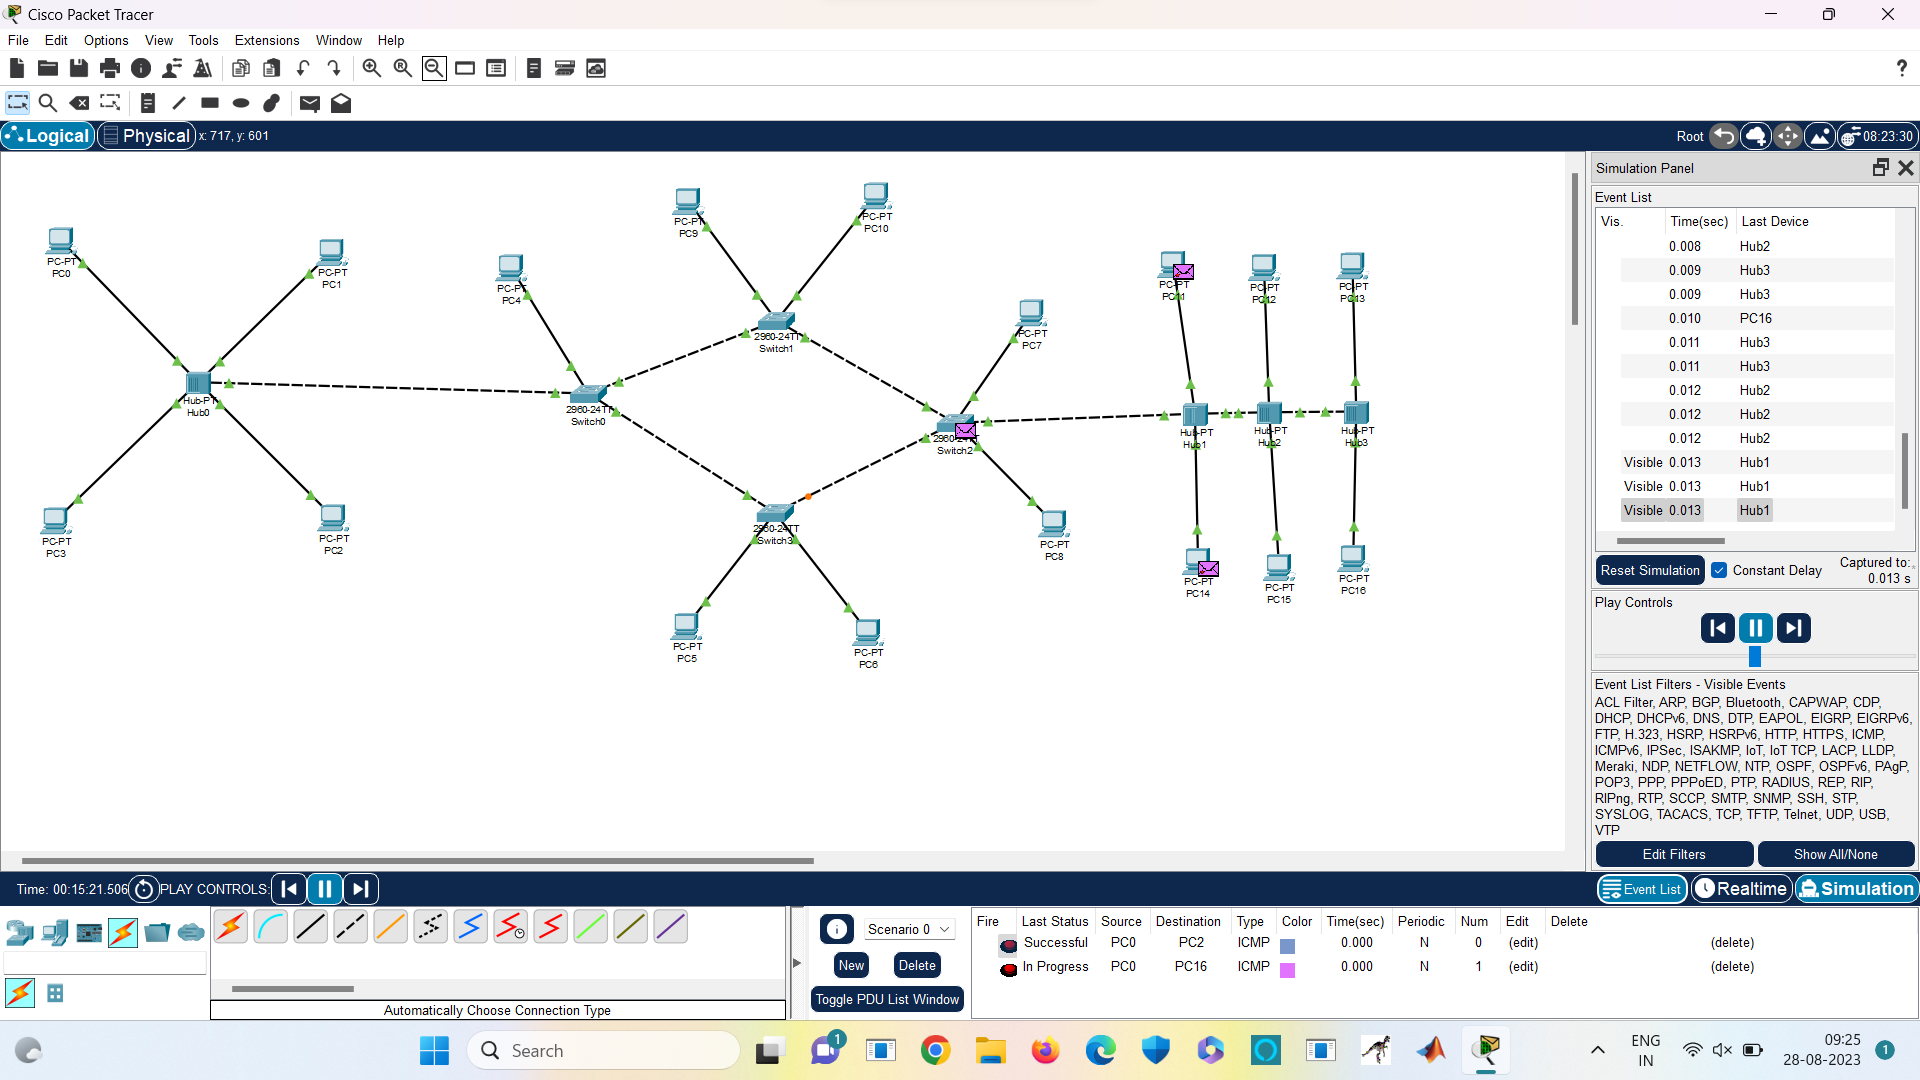 Cisco Packet Tracer
File Edit Options View Tools Extensions Window Help
Logical Physical x: 717, y: 601
Root 08:23:30
PC-PT
PC0
PC-PT
PC1
PC-PT
PC4
PC-PT
PC9
PC-PT
PC10
2960-24TT
Switch1
PC-PT
PC7
PC-PT
PC11
PC-PT
PC12
PC-PT
PC13
Hub-PT
Hub0
2960-24TT
Switch0
2960-24TT
Switch2
Hub-PT
Hub1
Hub-PT
Hub2
Hub-PT
Hub3
PC-PT
PC3
PC-PT
PC2
2960-24TT
Switch3
PC-PT
PC8
PC-PT
PC14
PC-PT
PC15
PC-PT
PC16
PC-PT
PC5
PC-PT
PC6
Simulation Panel
Event List
Vis. Time(sec) Last Device
0.008 Hub2
0.009 Hub3
0.009 Hub3
0.010 PC16
0.011 Hub3
0.011 Hub3
0.012 Hub2
0.012 Hub2
0.012 Hub2
Visible 0.013 Hub1
Visible 0.013 Hub1
Visible 0.013 Hub1
Reset Simulation Constant Delay Captured to:
0.013 s
Play Controls
Event List Filters - Visible Events
ACL Filter, ARP, BGP, Bluetooth, CAPWAP, CDP,
DHCP, DHCPv6, DNS, DTP, EAPOL, EIGRP, EIGRPv6,
FTP, H.323, HSRP, HSRPv6, HTTP, HTTPS, ICMP,
ICMPv6, IPSec, ISAKMP, IoT, IoT TCP, LACP, LLDP,
Meraki, NDP, NETFLOW, NTP, OSPF, OSPFv6, PAgP,
POP3, PPP, PPPoED, PTP, RADIUS, REP, RIP,
RIPng, RTP, SCCP, SMTP, SNMP, SSH, STP,
SYSLOG, TACACS, TCP, TFTP, Telnet, UDP, USB,
VTP
Edit Filters Show All/None
Time: 00:15:21.506 PLAY CONTROLS:
Event List Realtime Simulation
Automatically Choose Connection Type
Scenario 0
New Delete
Toggle PDU List Window
Fire Last Status Source Destination Type Color Time(sec) Periodic Num Edit Delete
Successful PC0 PC2 ICMP 0.000 N 0 (edit) (delete)
In Progress PC0 PC16 ICMP 0.000 N 1 (edit) (delete)
Search
1
ENG
IN
09:25
28-08-2023
1